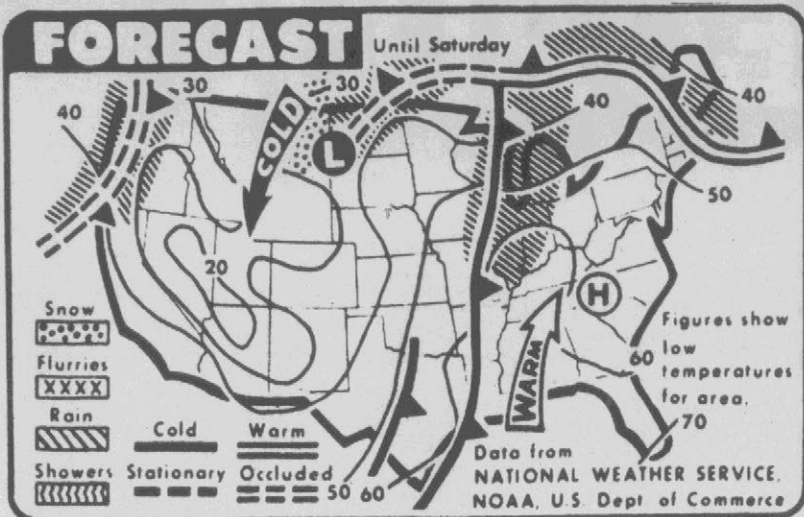 FORECAST
Until Saturday
30
30
COLD
40
40
40
L
50
20
H
Snow
Flurries
XXXX
Rain
Showers
Cold
Warm
Stationary
Occluded
50
60
WARM
60
70
Figures show
low
temperatures
for area.
Data from
NATIONAL WEATHER SERVICE,
NOAA, U.S. Dept. of Commerce